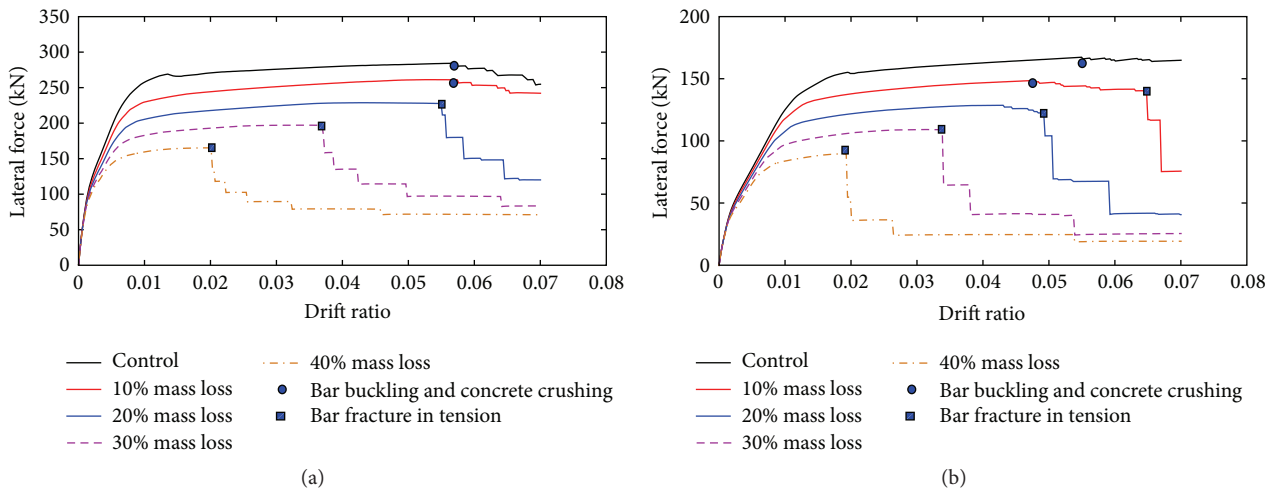 350
300
250
200
150
100
50
0
Lateral force (kN)
0 0.01 0.02 0.03 0.04 0.05 0.06 0.07 0.08
Drift ratio
Control
10% mass loss
20% mass loss
30% mass loss
40% mass loss
Bar buckling and concrete crushing
Bar fracture in tension
(a)
200
150
100
50
0
Lateral force (kN)
0 0.01 0.02 0.03 0.04 0.05 0.06 0.07 0.08
Drift ratio
Control
10% mass loss
20% mass loss
30% mass loss
40% mass loss
Bar buckling and concrete crushing
Bar fracture in tension
(b)